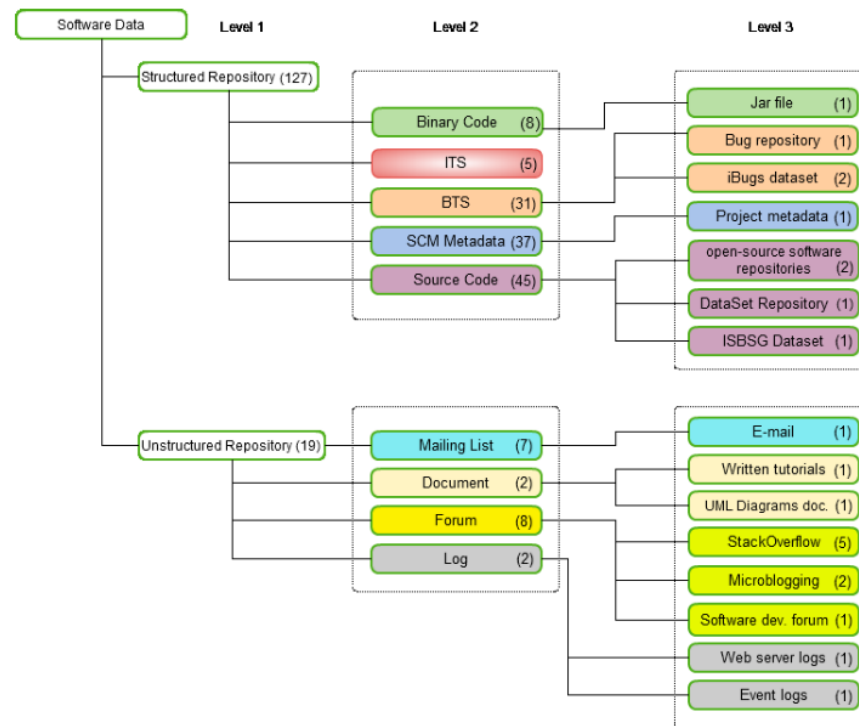 Software Data
Level 1
Level 2
Level 3
Structured Repository (127)
Binary Code (8)
ITS (5)
BTS (31)
SCM Metadata (37)
Source Code (45)
Jar file (1)
Bug repository (1)
iBugs dataset (2)
Project metadata (1)
open-source software
repositories (2)
DataSet Repository (1)
ISBSG Dataset (1)
Unstructured Repository (19)
Mailing List (7)
Document (2)
Forum (8)
Log (2)
E-mail (1)
Written tutorials (1)
UML Diagrams doc. (1)
StackOverflow (5)
Microblogging (2)
Software dev. forum (1)
Web server logs (1)
Event logs (1)